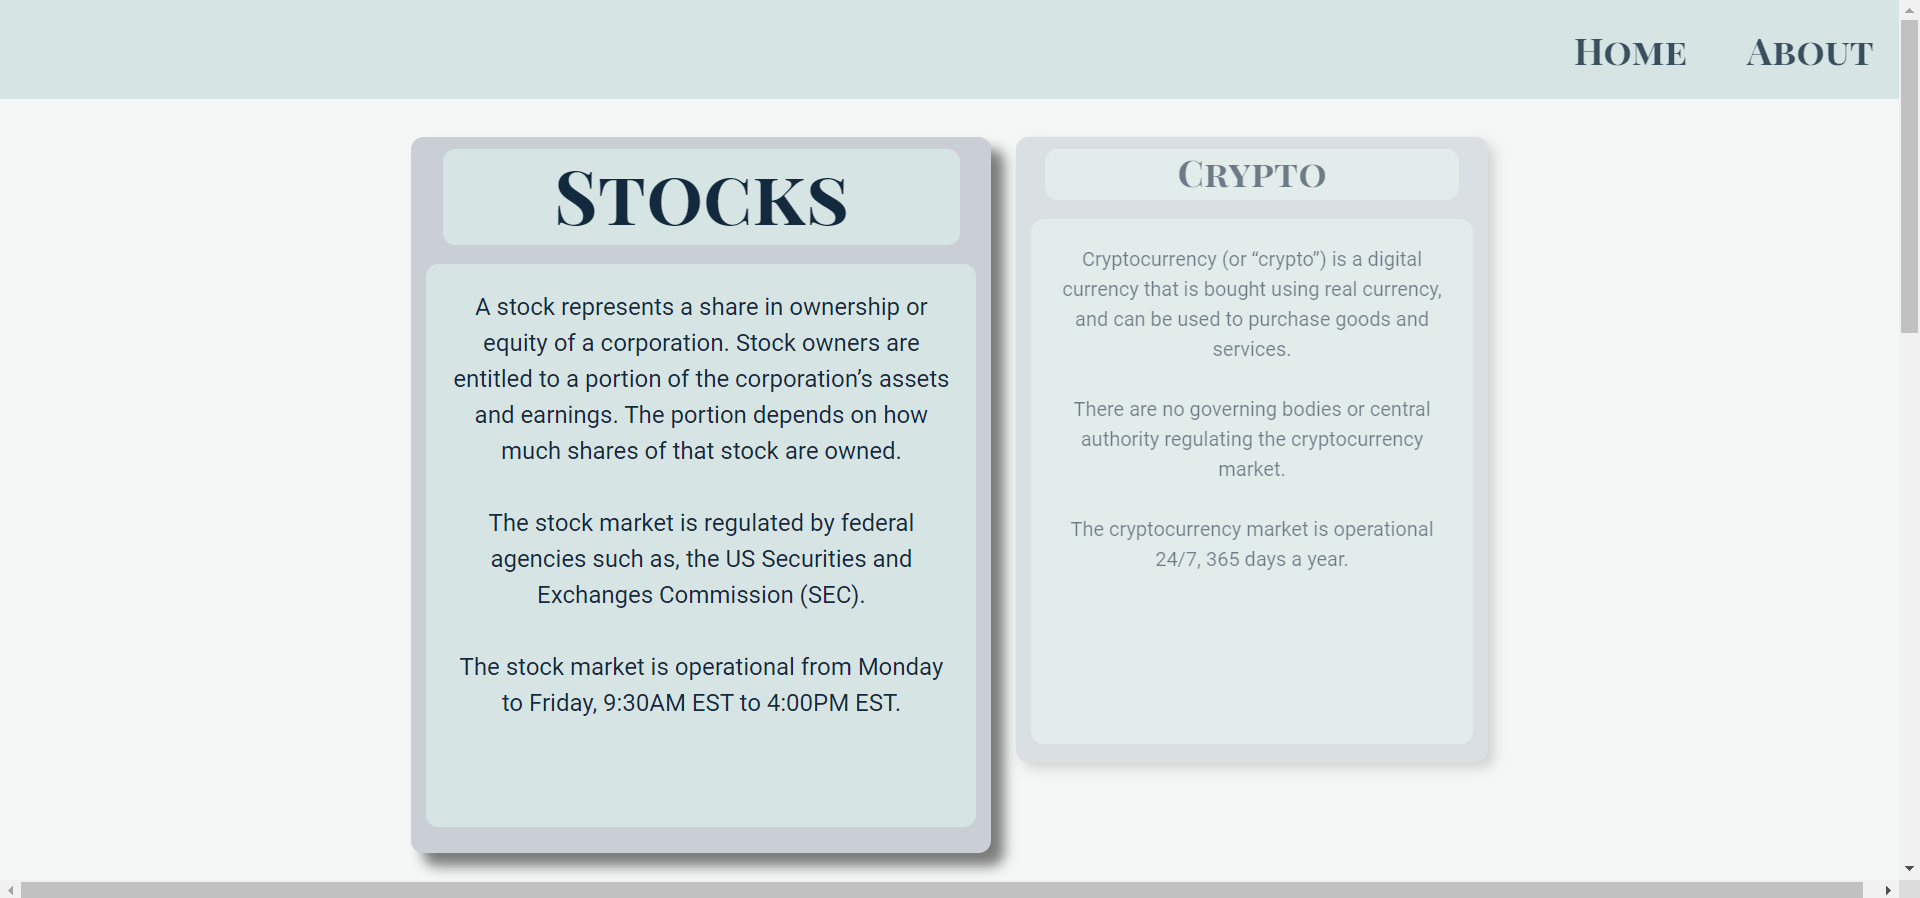 Home About
Stocks
A stock represents a share in ownership or
equity of a corporation. Stock owners are
entitled to a portion of the corporation’s assets
and earnings. The portion depends on how
much shares of that stock are owned.
The stock market is regulated by federal
agencies such as, the US Securities and
Exchanges Commission (SEC).
The stock market is operational from Monday
to Friday, 9:30AM EST to 4:00PM EST.
Crypto
Cryptocurrency (or “crypto”) is a digital
currency that is bought using real currency,
and can be used to purchase goods and
services.
There are no governing bodies or central
authority regulating the cryptocurrency
market.
The cryptocurrency market is operational
24/7, 365 days a year.